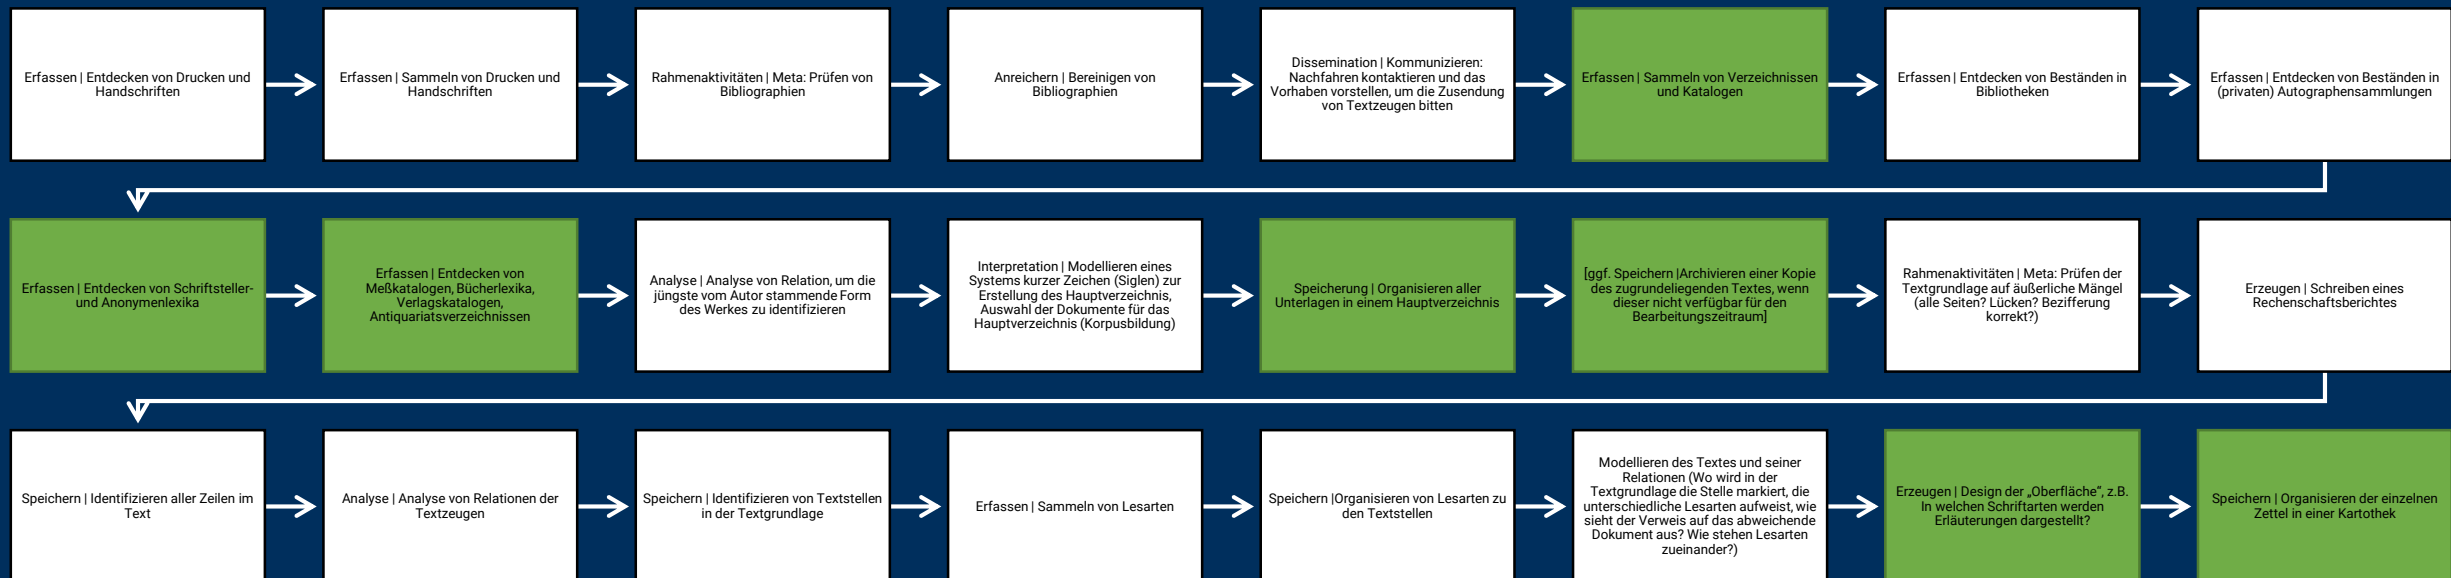 Erfassen | Entdecken von Drucken und
Handschriften
Erfassen | Sammeln von Drucken und
Handschriften
Rahmenaktivitäten | Meta: Prüfen von
Bibliographien
Anreichern | Bereinigen von
Bibliographien
Dissemination | Kommunizieren:
Nachfahren kontaktieren und das
Vorhaben vorstellen, um die Zusendung
von Textzeugen bitten
Erfassen | Sammeln von Verzeichnissen
und Katalogen
Erfassen | Entdecken von Beständen in
Bibliotheken
Erfassen | Entdecken von Beständen in
(privaten) Autographensammlungen
Erfassen | Entdecken von Schriftsteller-
und Anonymenlexika
Erfassen | Entdecken von
Meßkatalogen, Bücherlexika,
Verlagskatalogen,
Antiquariatsverzeichnissen
Analyse | Analyse von Relation, um die
jüngste vom Autor stammende Form
des Werkes zu identifizieren
Interpretation | Modellieren eines
Systems kurzer Zeichen (Siglen) zur
Erstellung des Hauptverzeichnis,
Auswahl der Dokumente für das
Hauptverzeichnis (Korpusbildung)
Speicherung | Organisieren aller
Unterlagen in einem Hauptverzeichnis
[ggf. Speichern |Archivieren einer Kopie
des zugrundeliegenden Textes, wenn
dieser nicht verfügbar für den
Bearbeitungszeitraum]
Rahmenaktivitäten | Meta: Prüfen der
Textgrundlage auf äußerliche Mängel
(alle Seiten? Lücken? Bezifferung
korrekt?)
Erzeugen | Schreiben eines
Rechenschaftsberichtes
Speichern | Identifizieren aller Zeilen im
Text
Analyse | Analyse von Relationen der
Textzeugen
Speichern | Identifizieren von Textstellen
in der Textgrundlage
Erfassen | Sammeln von Lesarten
Speichern |Organisieren von Lesarten zu
den Textstellen
Modellieren des Textes und seiner
Relationen (Wo wird in der
Textgrundlage die Stelle markiert, die
unterschiedliche Lesarten aufweist, wie
sieht der Verweis auf das abweichende
Dokument aus? Wie stehen Lesarten
zueinander?)
Erzeugen | Design der „Oberfläche“, z.B.
In welchen Schriftarten werden
Erläuterungen dargestellt?
Speichern | Organisieren der einzelnen
Zettel in einer Kartothek